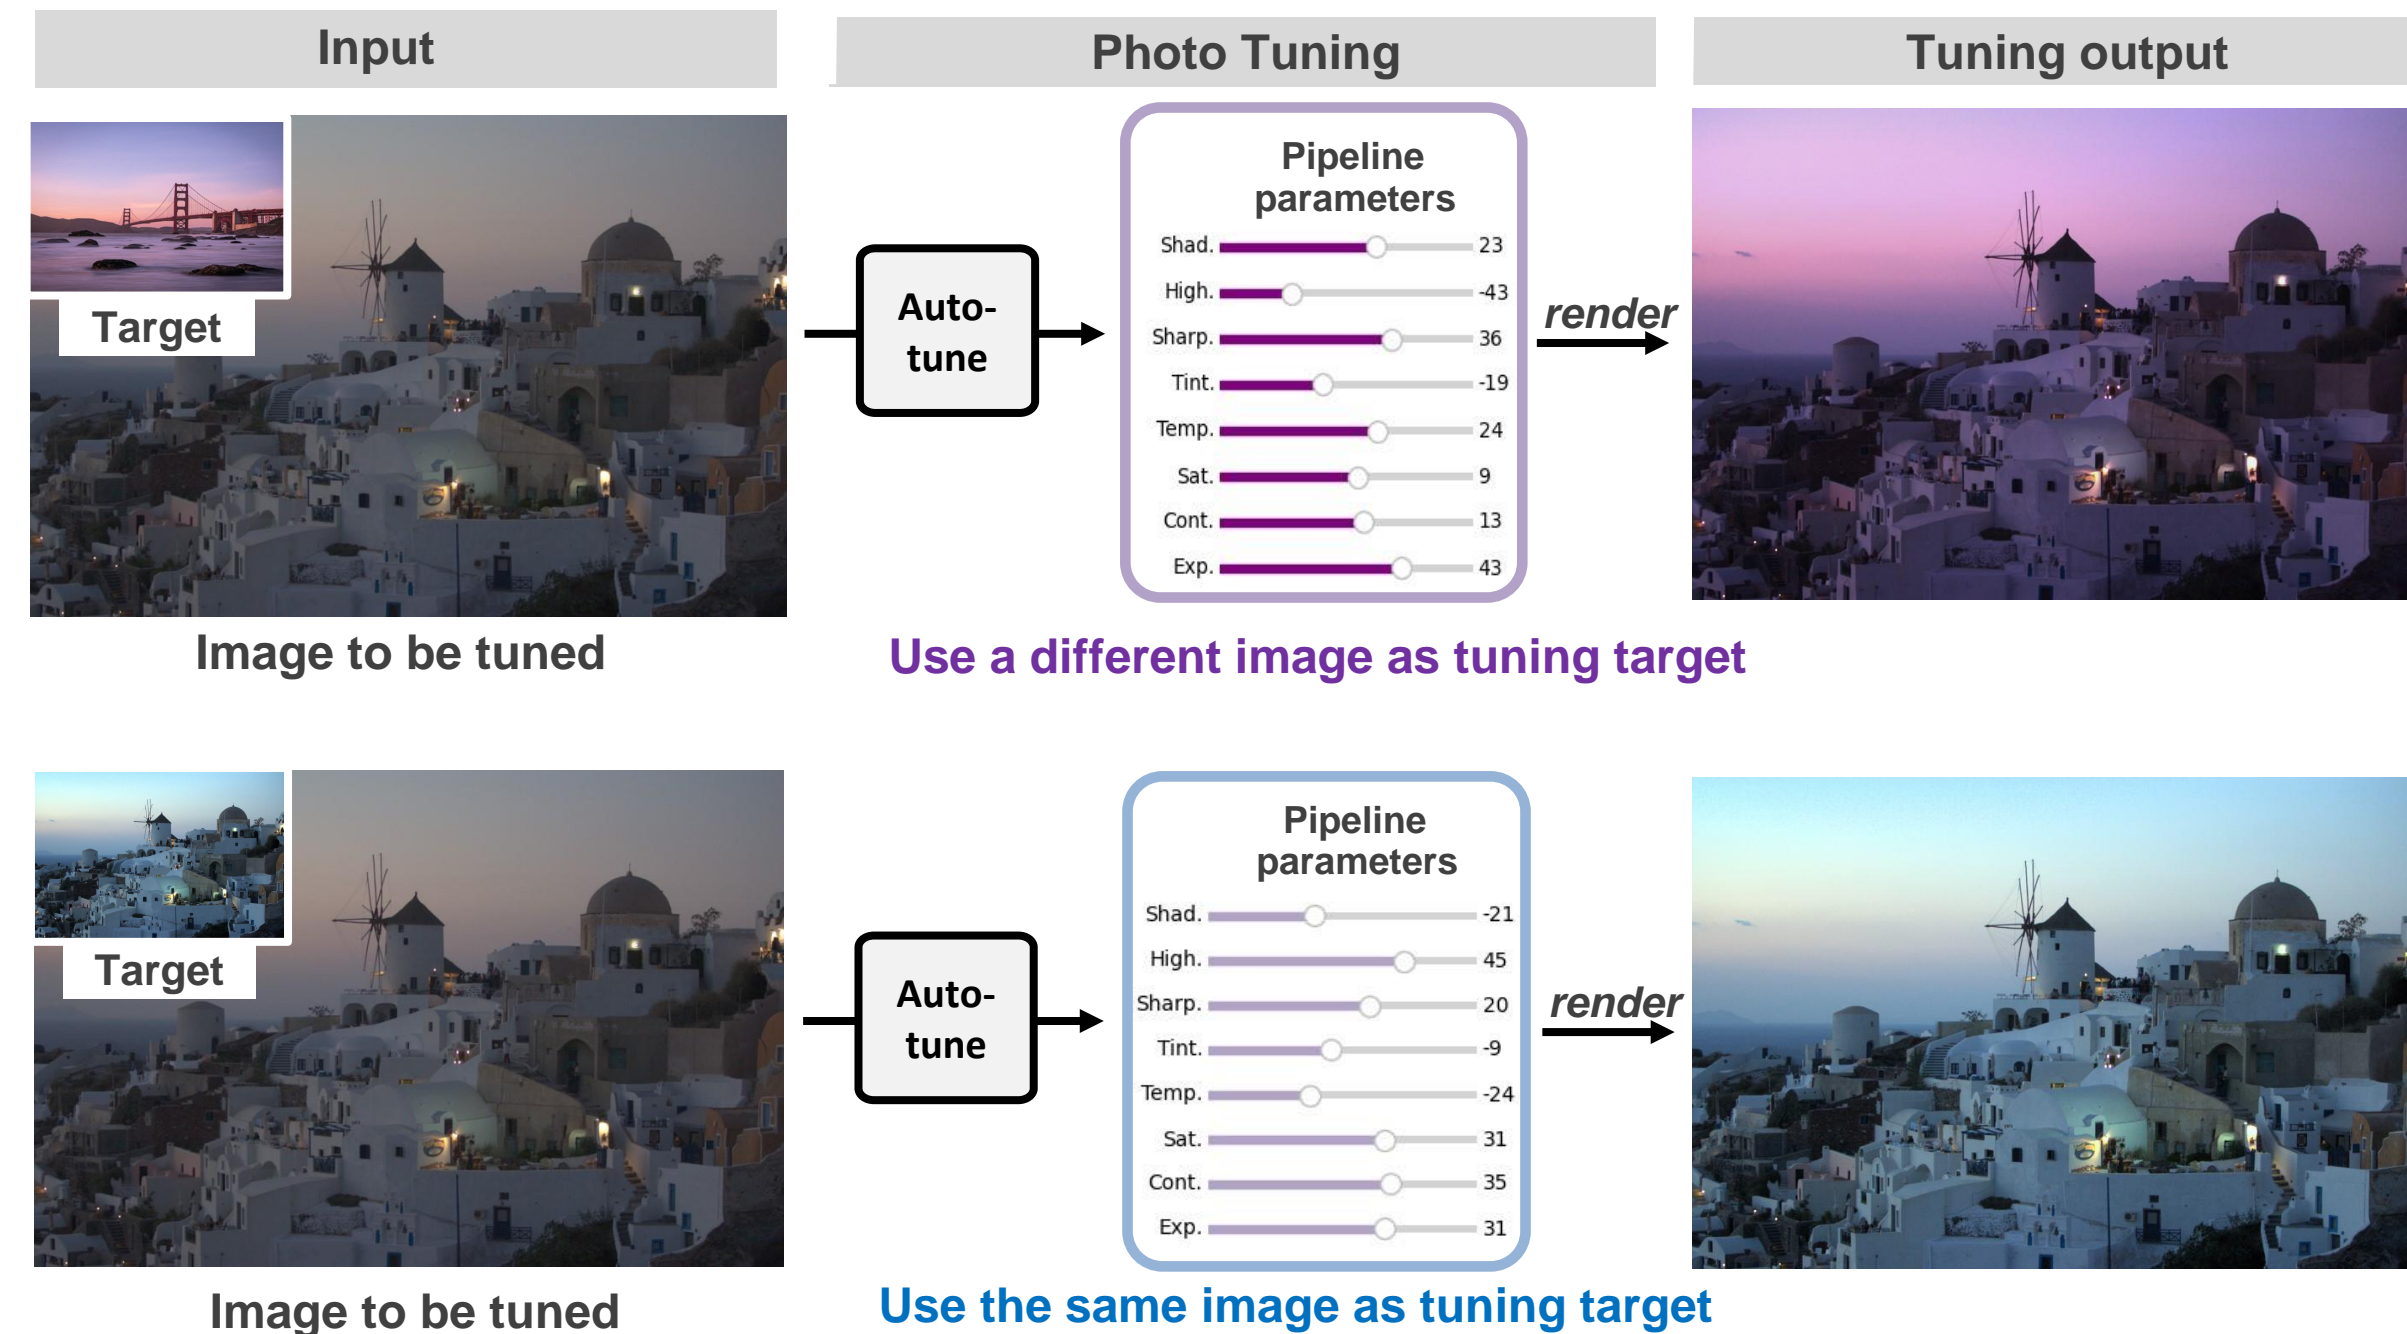 Input
Photo Tuning
Tuning output
Target
Auto-
tune
Pipeline
parameters
Shad. 23
High. -43
Sharp. 36
Tint. -19
Temp. 24
Sat. 9
Cont. 13
Exp. 43
render
Image to be tuned
Use a different image as tuning target
Target
Auto-
tune
Pipeline
parameters
Shad. -21
High. 45
Sharp. 20
Tint. -9
Temp. -24
Sat. 31
Cont. 35
Exp. 31
render
Image to be tuned
Use the same image as tuning target